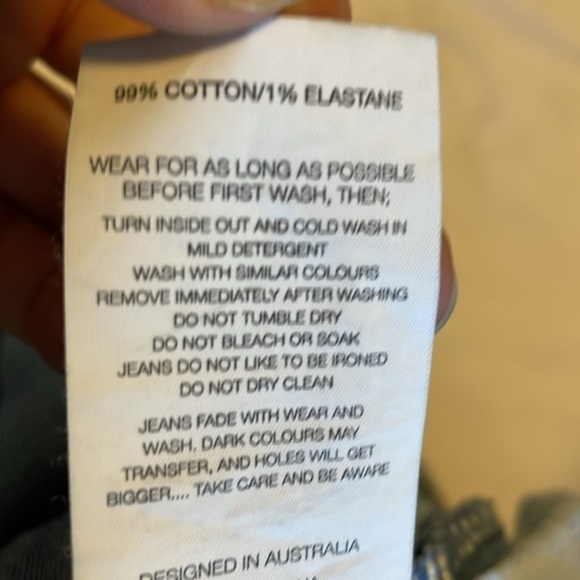 99% COTTON/1% ELASTANE
WEAR FOR AS LONG AS POSSIBLE
BEFORE FIRST WASH, THEN;
TURN INSIDE OUT AND COLD WASH IN
MILD DETERGENT
WASH WITH SIMILAR COLOURS
REMOVE IMMEDIATELY AFTER WASHING
DO NOT TUMBLE DRY
DO NOT BLEACH OR SOAK
JEANS DO NOT LIKE TO BE IRONED
DO NOT DRY CLEAN
JEANS FADE WITH WEAR AND
WASH. DARK COLOURS MAY
TRANSFER, AND HOLES WILL GET
BIGGER.... TAKE CARE AND BE AWARE
DESIGNED IN AUSTRALIA